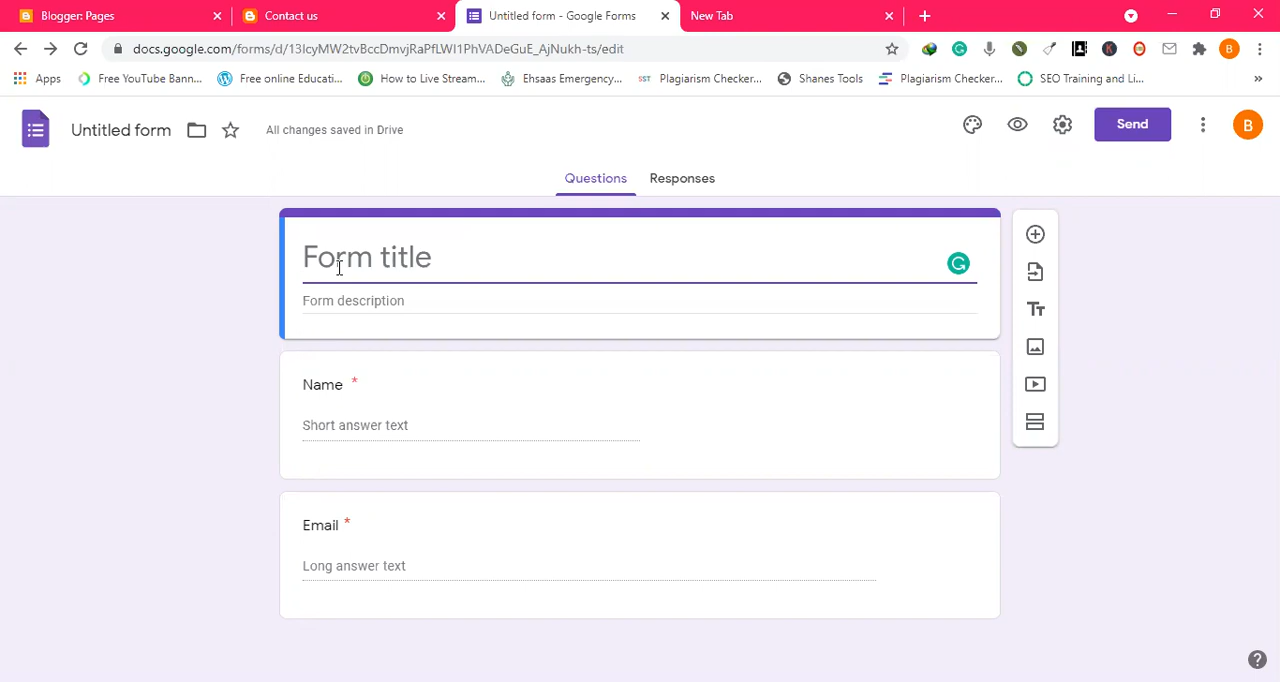 Blogger: Pages
Contact us
Untitled form - Google Forms
New Tab
docs.google.com/forms/d/13IcyMW2tvBccDmvjRaPfLWI1PhVADeGuE_AjNukh-ts/edit
Apps
Free YouTube Bann...
Free online Educati...
How to Live Stream...
Ehsaas Emergency...
SST Plagiarism Checker...
Shanes Tools
Plagiarism Checker...
SEO Training and Li...
»
Untitled form
All changes saved in Drive
Send
B
Questions
Responses
Form title
Form description
Name *
Short answer text
Email *
Long answer text